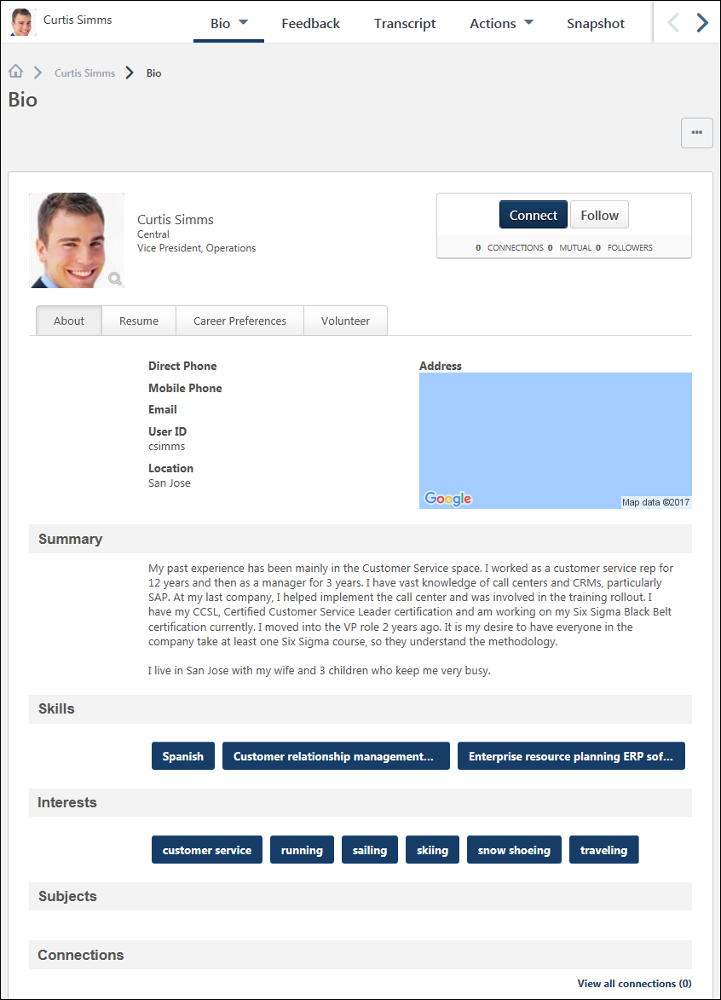 Curtis Simms
Bio
Feedback
Transcript
Actions
Snapshot
Curtis Simms
Bio
Bio
...
Curtis Simms
Central
Vice President, Operations
Connect
Follow
0 CONNECTIONS 0 MUTUAL 0 FOLLOWERS
About
Resume
Career Preferences
Volunteer
Direct Phone
Mobile Phone
Email
User ID
csimms
Location
San Jose
Address
Google
Map data ©2017
Summary
My past experience has been mainly in the Customer Service space. I worked as a customer service rep for
12 years and then as a manager for 3 years. I have vast knowledge of call centers and CRMs, particularly
SAP. At my last company, I helped implement the call center and was involved in the training rollout. I
have my CCSL, Certified Customer Service Leader certification and am working on my Six Sigma Black Belt
certification currently. I moved into the VP role 2 years ago. It is my desire to have everyone in the
company take at least one Six Sigma course, so they understand the methodology.
I live in San Jose with my wife and 3 children who keep me very busy.
Skills
Spanish
Customer relationship management...
Enterprise resource planning ERP sof...
Interests
customer service
running
sailing
skiing
snow shoeing
traveling
Subjects
Connections
View all connections (0)